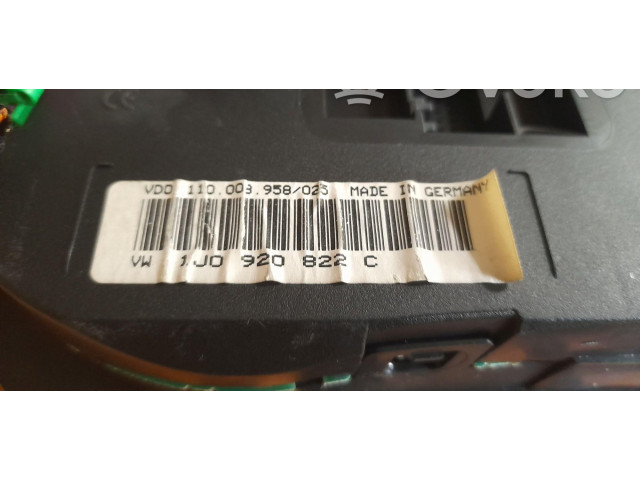 VDO 110.008.958/025 MADE IN GERMANY
VW 1J0 920 822 C